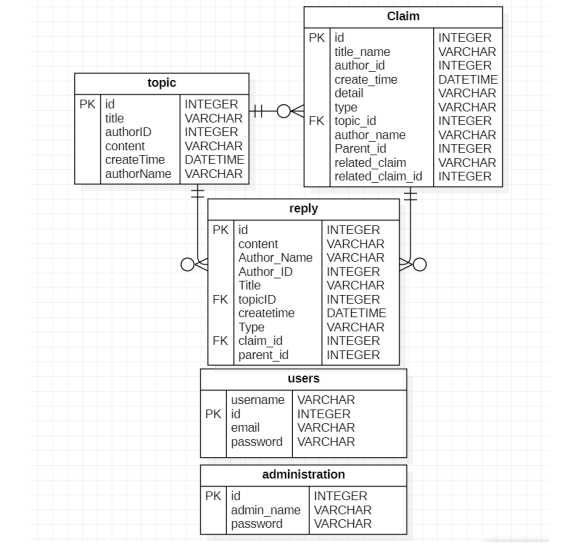 Claim
PK id INTEGER
title_name VARCHAR
author_id INTEGER
create_time DATETIME
detail VARCHAR
type VARCHAR
FK topic_id INTEGER
author_name VARCHAR
Parent_id INTEGER
related_claim VARCHAR
related_claim_id INTEGER
topic
PK id INTEGER
title VARCHAR
authorID INTEGER
content VARCHAR
createTime DATETIME
authorName VARCHAR
reply
PK id INTEGER
content VARCHAR
Author_Name VARCHAR
Author_ID INTEGER
Title VARCHAR
FK topicID INTEGER
createtime DATETIME
Type VARCHAR
FK claim_id INTEGER
parent_id INTEGER
users
username VARCHAR
PK id INTEGER
email VARCHAR
password VARCHAR
administration
PK id INTEGER
admin_name VARCHAR
password VARCHAR